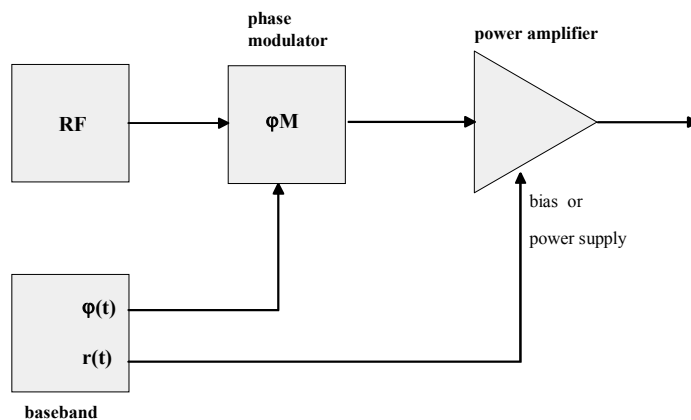 phase
modulator
power amplifier
RF
φM
bias or
power supply
φ(t)
r(t)
baseband